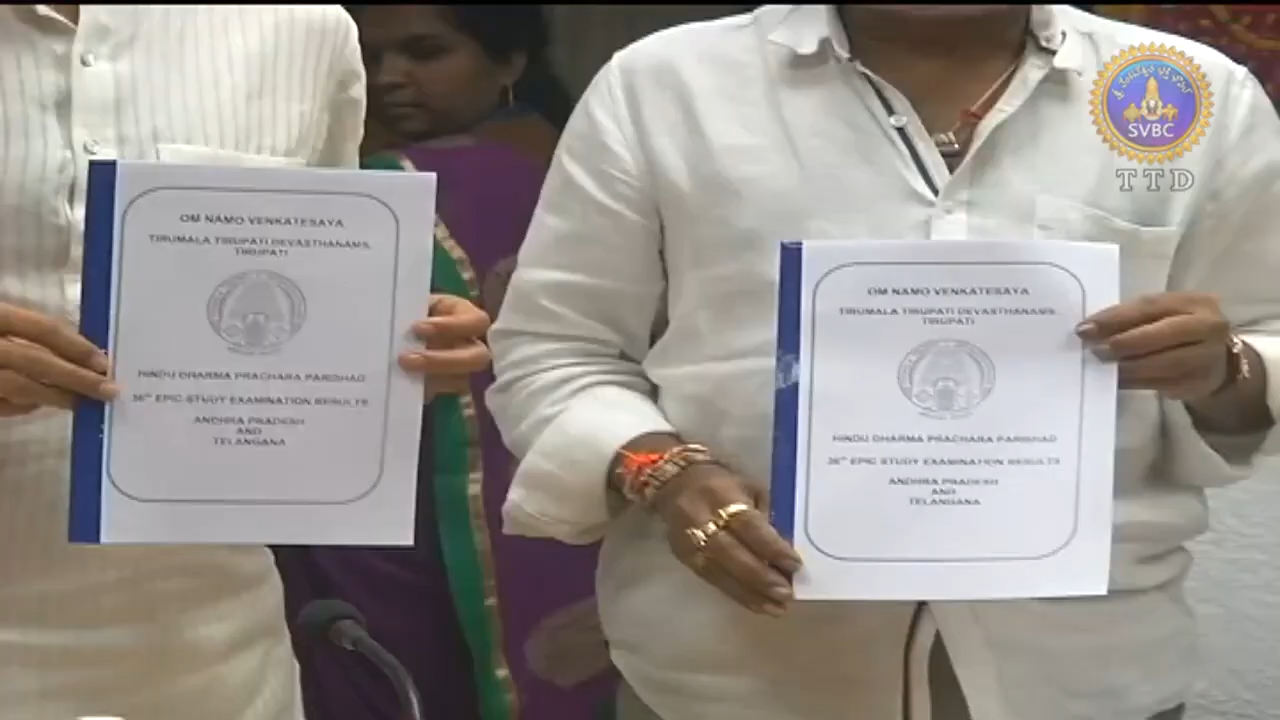 OM NAMO VENKATESAYA
TIRUMALA TIRUPATI DEVASTHANAMS,
TIRUPATI
HINDU DHARMA PRACHARA PARISHAD
36TH EPIC STUDY EXAMINATION RESULTS
ANDHRA PRADESH
AND
TELANGANA
OM NAMO VENKATESAYA
TIRUMALA TIRUPATI DEVASTHANAMS,
TIRUPATI
HINDU DHARMA PRACHARA PARISHAD
36TH EPIC STUDY EXAMINATION RESULTS
ANDHRA PRADESH
AND
TELANGANA
SVBC
TTD